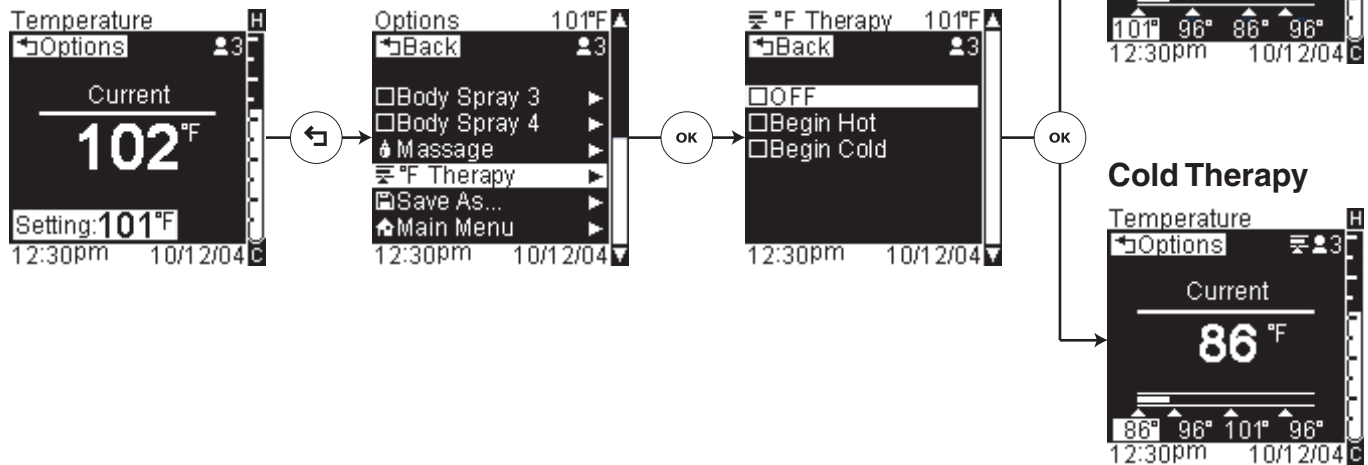 Temperature H
Options 3
Current
102°F
Setting:101°F
12:30pm 10/12/04 C
Options 101°F
Back 3
Body Spray 3
Body Spray 4
Massage
°F Therapy
Save As...
Main Menu
12:30pm 10/12/04
OK
°F Therapy 101°F
Back 3
OFF
Begin Hot
Begin Cold
12:30pm 10/12/04
OK
101° 96° 86° 96°
12:30pm 10/12/04 C
Cold Therapy
Temperature H
Options 3
Current
86 °F
86° 96° 101° 96°
12:30pm 10/12/04 C